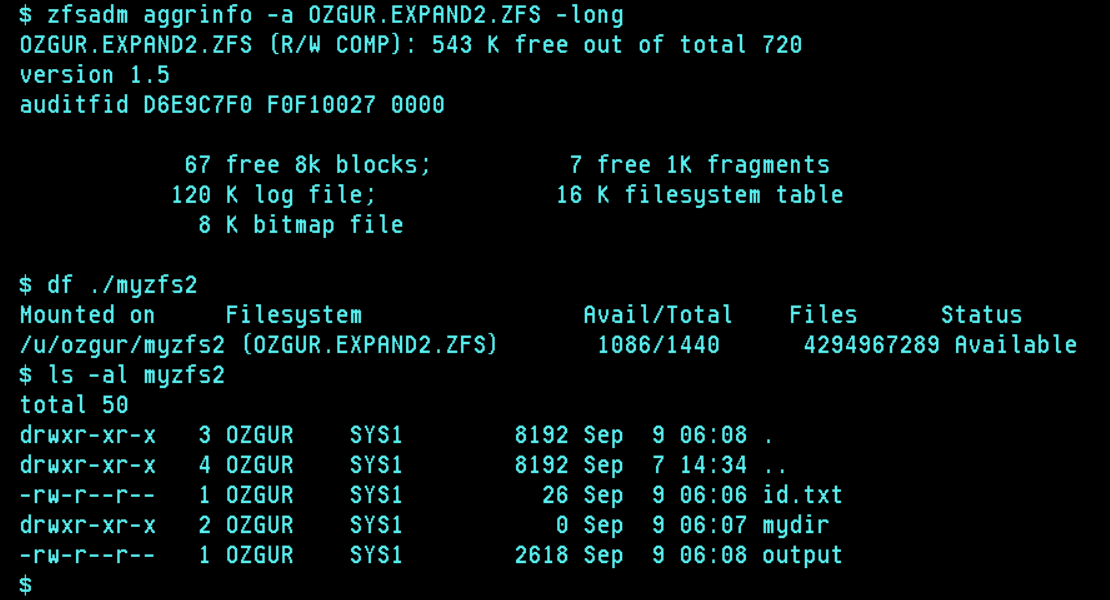 $ zfsadm aggrinfo -a OZGUR.EXPAND2.ZFS -long
OZGUR.EXPAND2.ZFS (R/W COMP): 543 K free out of total 720
version 1.5
auditfid D6E9C7F0 F0F10027 0000
67 free 8k blocks; 7 free 1K fragments
120 K log file; 16 K filesystem table
8 K bitmap file
$ df ./myzfs2
Mounted on Filesystem Avail/Total Files Status
/u/ozgur/myzfs2 (OZGUR.EXPAND2.ZFS) 1086/1440 4294967289 Available
$ ls -al myzfs2
total 50
drwxr-xr-x 3 OZGUR SYS1 8192 Sep 9 06:08 .
drwxr-xr-x 4 OZGUR SYS1 8192 Sep 7 14:34 ..
-rw-r--r-- 1 OZGUR SYS1 26 Sep 9 06:06 id.txt
drwxr-xr-x 2 OZGUR SYS1 0 Sep 9 06:07 mydir
-rw-r--r-- 1 OZGUR SYS1 2618 Sep 9 06:08 output
$